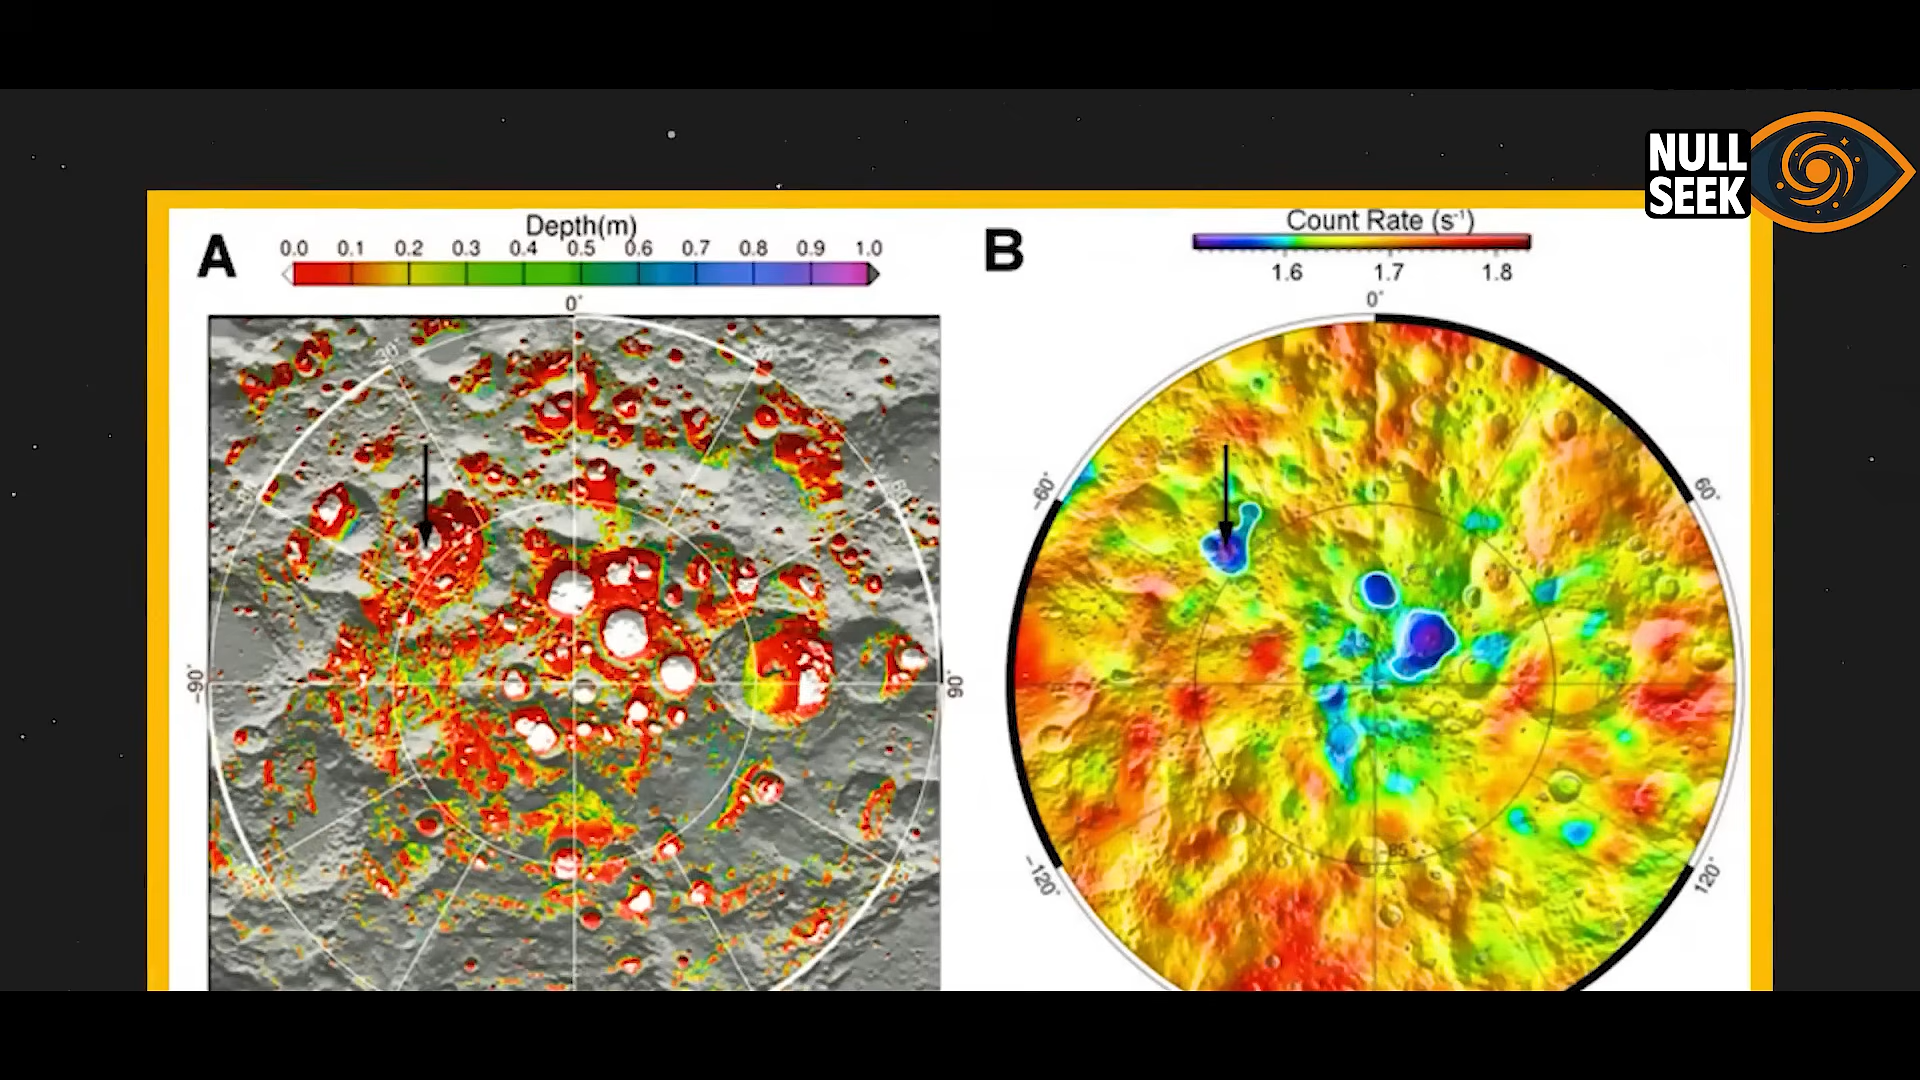 NULL
SEEK
A
Depth(m)
0.0 0.1 0.2 0.3 0.4 0.5 0.6 0.7 0.8 0.9 1.0
0°
-90°
90°
B
Count Rate (s⁻¹)
1.6 1.7 1.8
0°
-60°
60°
-120°
120°
-85